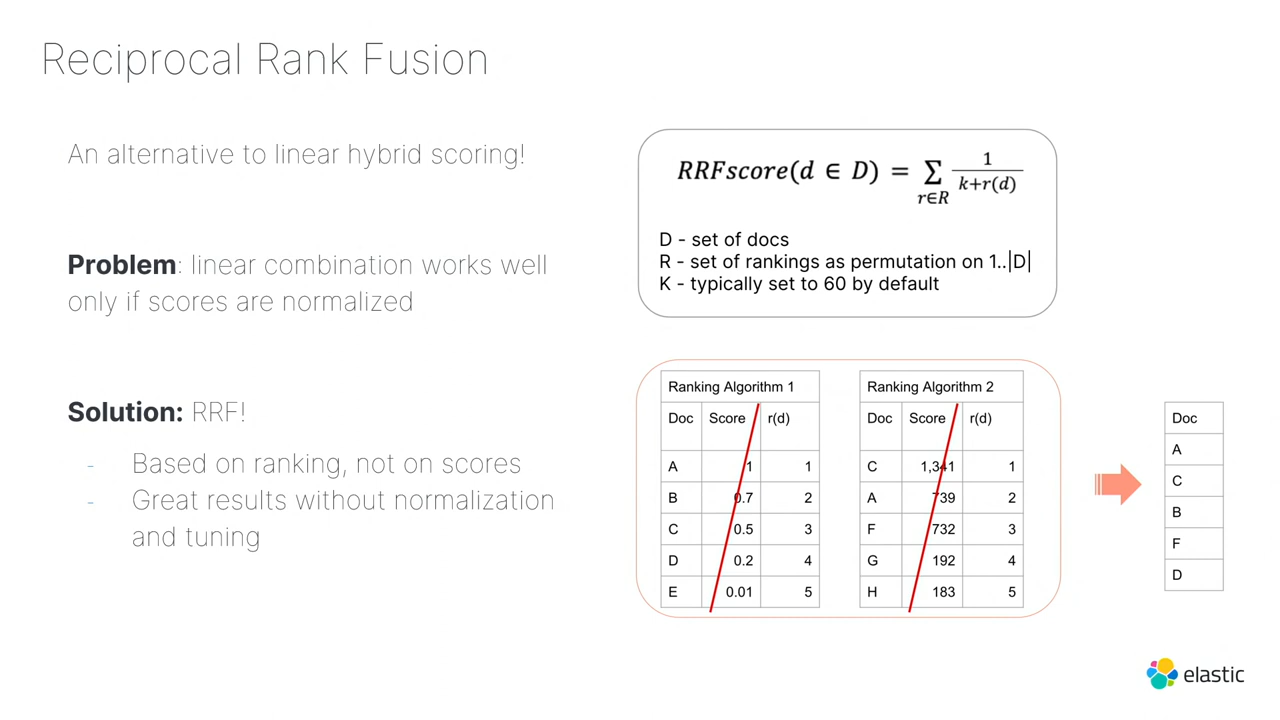 Reciprocal Rank Fusion
An alternative to linear hybrid scoring!
Problem: linear combination works well
only if scores are normalized
Solution: RRF!
- Based on ranking, not on scores
- Great results without normalization
and tuning
RRFscore(d ∈ D) = ∑ r∈R 1/(k+r(d))
D - set of docs
R - set of rankings as permutation on 1..|D|
K - typically set to 60 by default
Ranking Algorithm 1
Doc Score r(d)
A 1 1
B 0.7 2
C 0.5 3
D 0.2 4
E 0.01 5
Ranking Algorithm 2
Doc Score r(d)
C 1,341 1
A 739 2
F 732 3
G 192 4
H 183 5
Doc
A
C
B
F
D
elastic